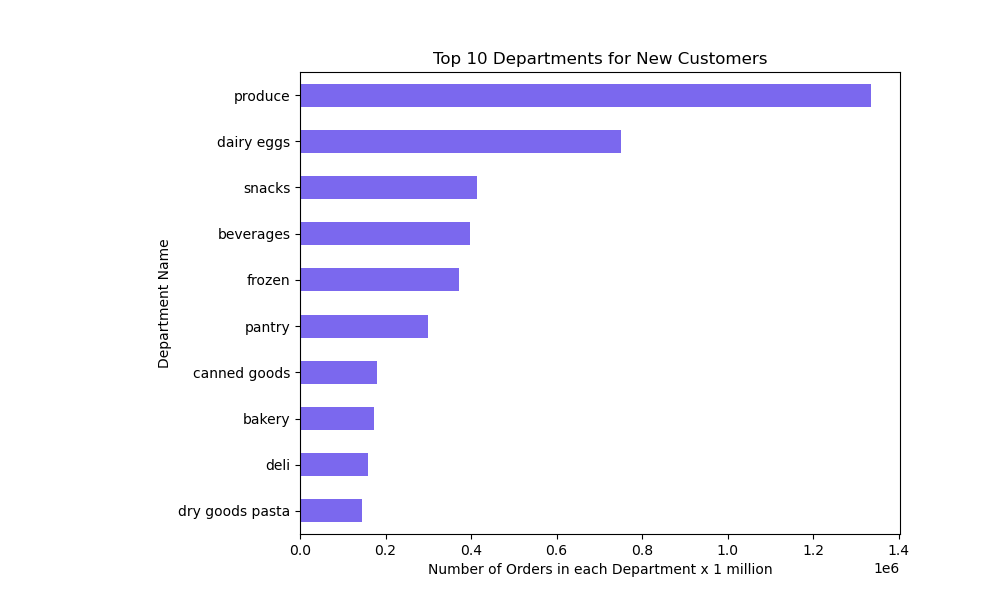 Top 10 Departments for New Customers
Department Name
produce
dairy eggs
snacks
beverages
frozen
pantry
canned goods
bakery
deli
dry goods pasta
0.0 0.2 0.4 0.6 0.8 1.0 1.2 1.4
1e6
Number of Orders in each Department x 1 million